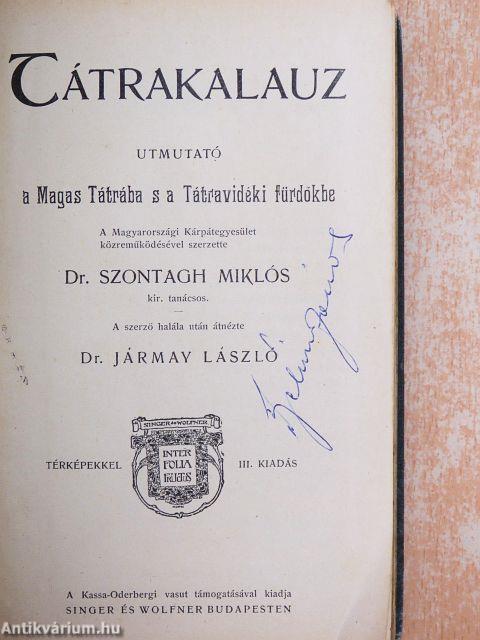 TÁTRAKALAUZ
UTMUTATÓ
a Magas Tátrába s a Tátravidéki fürdőkbe
A Magyarországi Kárpátegyesület
közreműködésével szerzette
Dr. SZONTAGH MIKLÓS
kir. tanácsos.
A szerző halála után átnézte
Dr. JÁRMAY LÁSZLÓ
SINGER ÉS WOLFNER
INTER
FOLIA
FRUCTUS
TÉRKÉPEKKEL
III. KIADÁS
A Kassa-Oderbergi vasut támogatásával kiadja
SINGER ÉS WOLFNER BUDAPESTEN
Antikvárium.hu